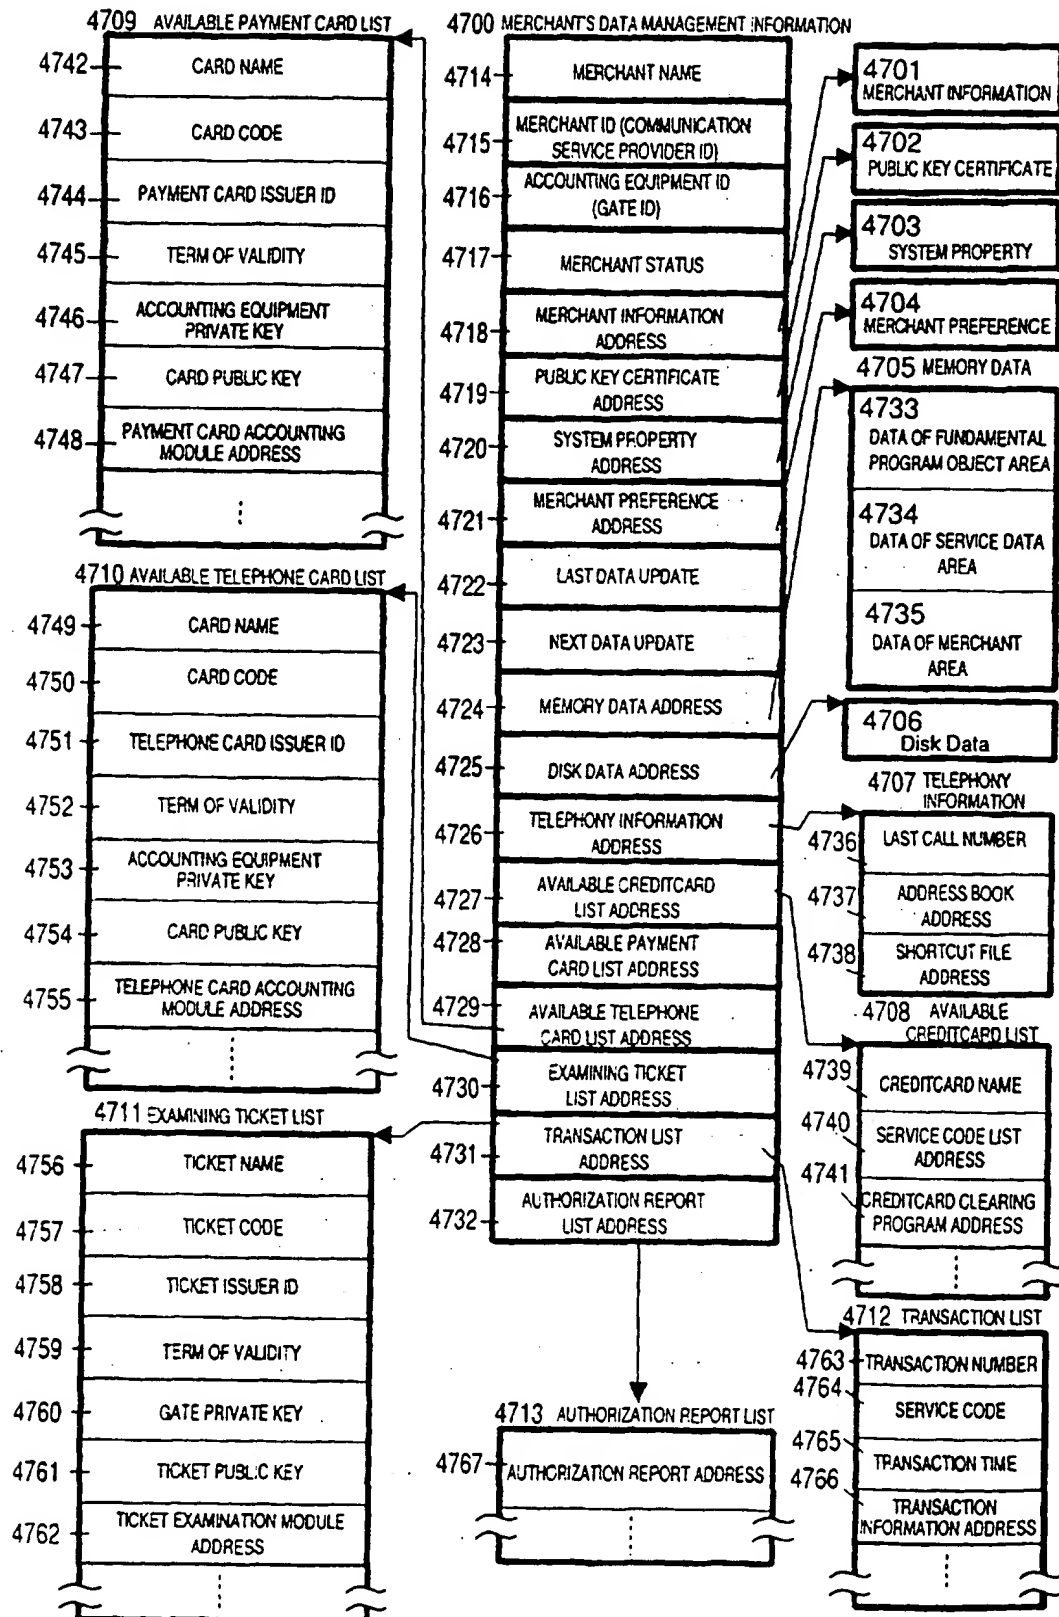 4709 AVAILABLE PAYMENT CARD LIST
4742
CARD NAME
4743
CARD CODE
4744
PAYMENT CARD ISSUER ID
4745
TERM OF VALIDITY
4746
ACCOUNTING EQUIPMENT
PRIVATE KEY
4747
CARD PUBLIC KEY
4748
PAYMENT CARD ACCOUNTING
MODULE ADDRESS
4710 AVAILABLE TELEPHONE CARD LIST
4749
CARD NAME
4750
CARD CODE
4751
TELEPHONE CARD ISSUER ID
4752
TERM OF VALIDITY
4753
ACCOUNTING EQUIPMENT
PRIVATE KEY
4754
CARD PUBLIC KEY
4755
TELEPHONE CARD ACCOUNTING
MODULE ADDRESS
4711 EXAMINING TICKET LIST
4756
TICKET NAME
4757
TICKET CODE
4758
TICKET ISSUER ID
4759
TERM OF VALIDITY
4760
GATE PRIVATE KEY
4761
TICKET PUBLIC KEY
4762
TICKET EXAMINATION MODULE
ADDRESS
4700 MERCHANT'S DATA MANAGEMENT INFORMATION
4714
MERCHANT NAME
4715
MERCHANT ID (COMMUNICATION
SERVICE PROVIDER ID)
4716
ACCOUNTING EQUIPMENT ID
(GATE ID)
4717
MERCHANT STATUS
4718
MERCHANT INFORMATION
ADDRESS
4719
PUBLIC KEY CERTIFICATE
ADDRESS
4720
SYSTEM PROPERTY
ADDRESS
4721
MERCHANT PREFERENCE
ADDRESS
4722
LAST DATA UPDATE
4723
NEXT DATA UPDATE
4724
MEMORY DATA ADDRESS
4725
DISK DATA ADDRESS
4726
TELEPHONY INFORMATION
ADDRESS
4727
AVAILABLE CREDITCARD
LIST ADDRESS
4728
AVAILABLE PAYMENT
CARD LIST ADDRESS
4729
AVAILABLE TELEPHONE
CARD LIST ADDRESS
4730
EXAMINING TICKET
LIST ADDRESS
4731
TRANSACTION LIST
ADDRESS
4732
AUTHORIZATION REPORT
LIST ADDRESS
4713 AUTHORIZATION REPORT LIST
4767
AUTHORIZATION REPORT ADDRESS
4701
MERCHANT INFORMATION
4702
PUBLIC KEY CERTIFICATE
4703
SYSTEM PROPERTY
4704
MERCHANT PREFERENCE
4705 MEMORY DATA
4733
DATA OF FUNDAMENTAL
PROGRAM OBJECT AREA
4734
DATA OF SERVICE DATA
AREA
4735
DATA OF MERCHANT
AREA
4706
Disk Data
4707 TELEPHONY
INFORMATION
4736
LAST CALL NUMBER
4737
ADDRESS BOOK
ADDRESS
4738
SHORTCUT FILE
ADDRESS
4708 AVAILABLE
CREDITCARD LIST
4739
CREDITCARD NAME
4740
SERVICE CODE LIST
ADDRESS
4741
CREDITCARD CLEARING
PROGRAM ADDRESS
4712 TRANSACTION LIST
4763
TRANSACTION NUMBER
4764
SERVICE CODE
4765
TRANSACTION TIME
4766
TRANSACTION
INFORMATION ADDRESS